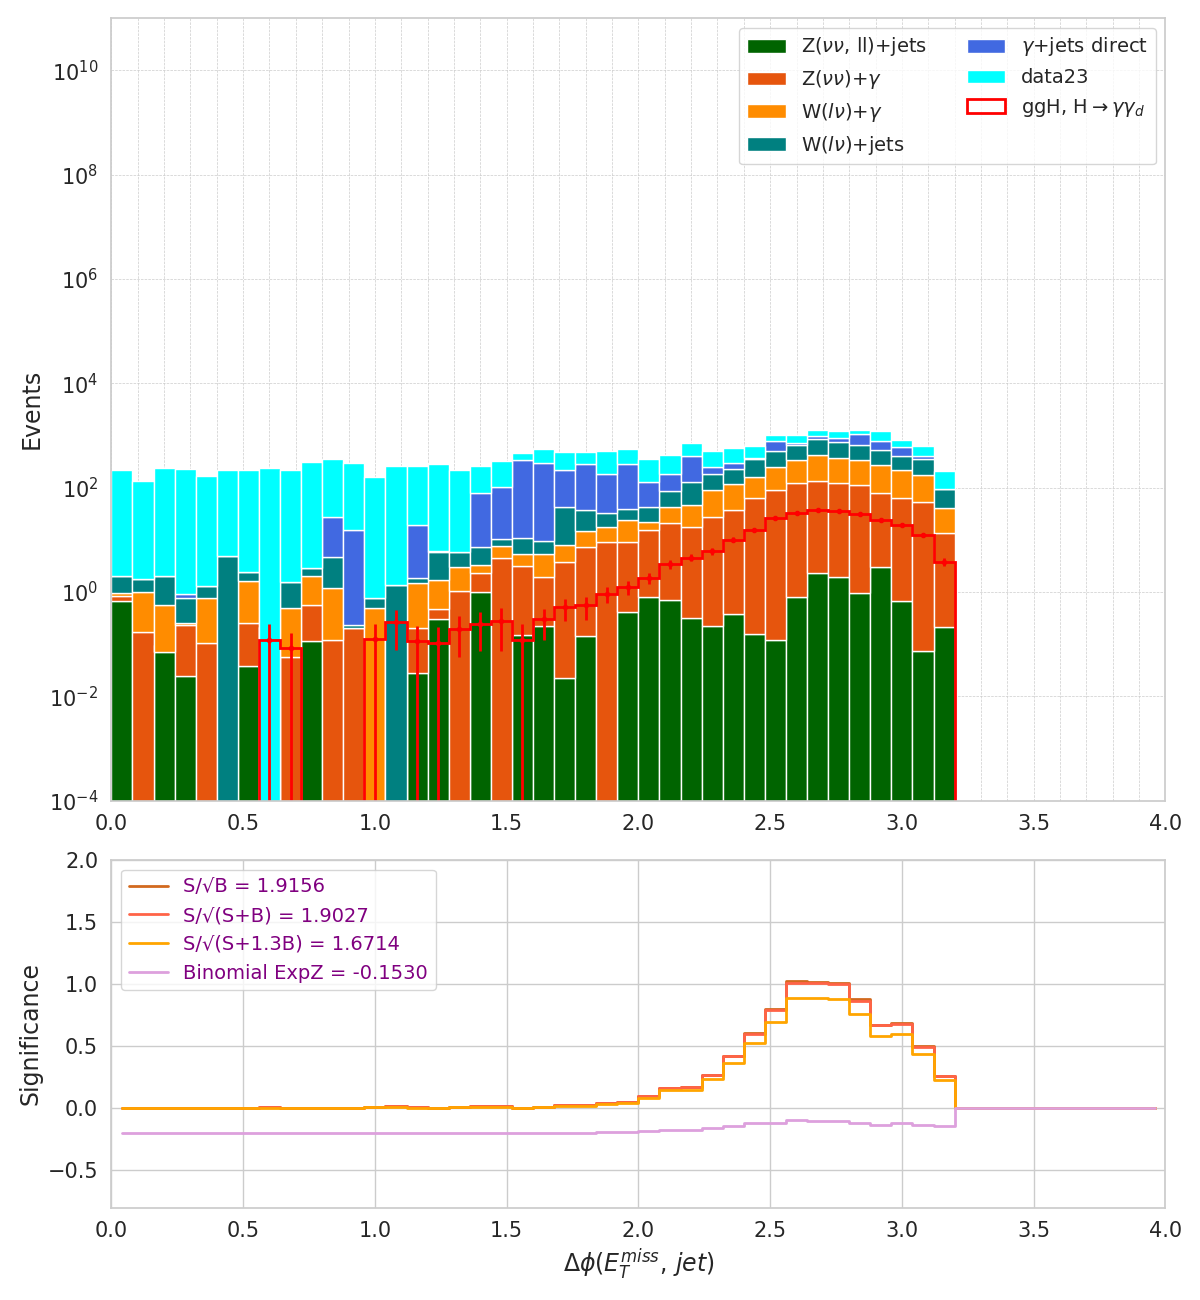 Z(νν, ll)+jets
Z(νν)+γ
W(lν)+γ
W(lν)+jets
γ+jets direct
data23
ggH, H→γγ_d
Events
10^10
10^8
10^6
10^4
10^2
10^0
10^−2
10^−4
0.0 0.5 1.0 1.5 2.0 2.5 3.0 3.5 4.0
S/√B = 1.9156
S/√(S+B) = 1.9027
S/√(S+1.3B) = 1.6714
Binomial ExpZ = -0.1530
Significance
2.0
1.5
1.0
0.5
0.0
−0.5
0.0 0.5 1.0 1.5 2.0 2.5 3.0 3.5 4.0
Δϕ(E_T^miss, jet)